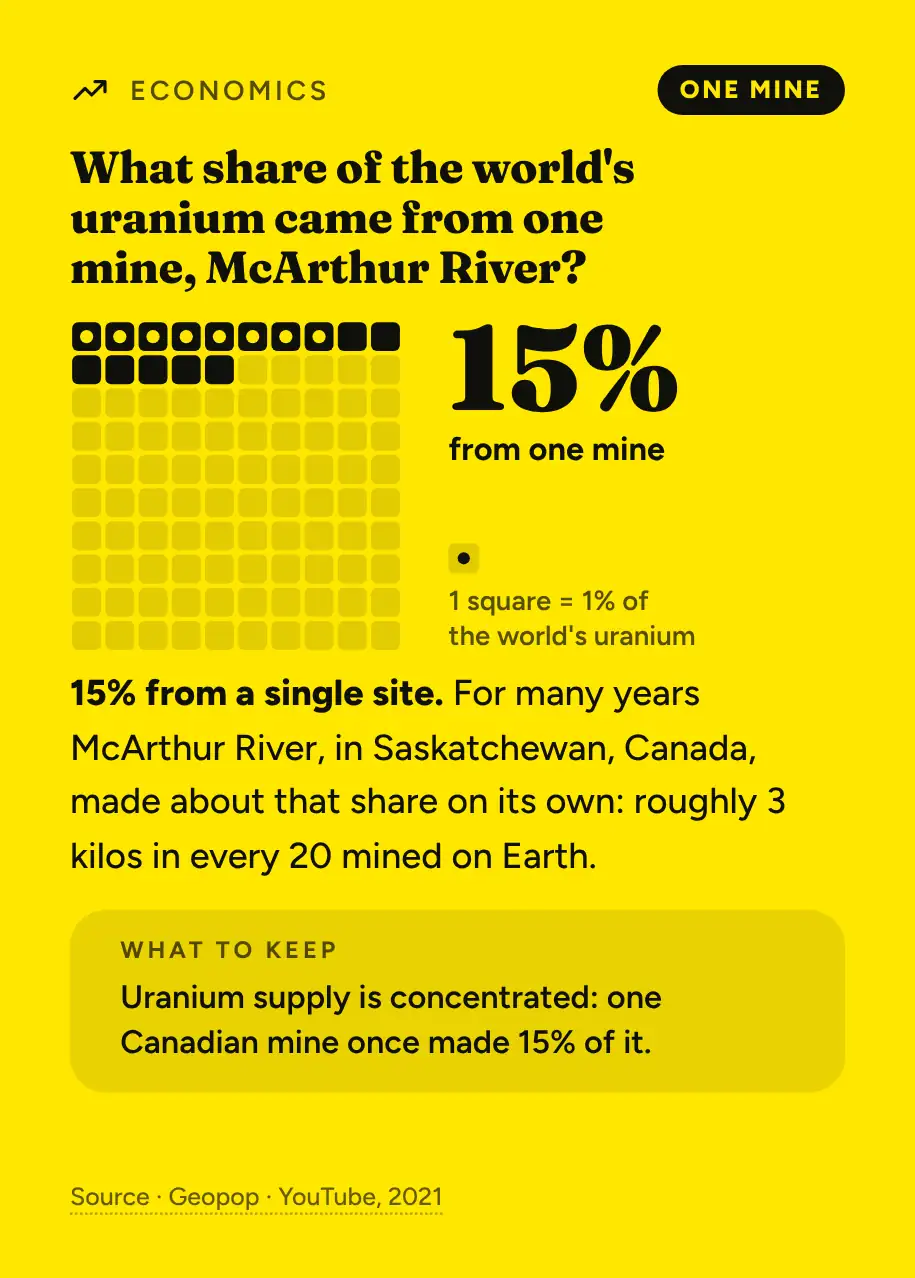 ECONOMICS
ONE MINE
What share of the world's
uranium came from one
mine, McArthur River?
15%
from one mine
1 square = 1% of
the world's uranium
15% from a single site. For many years
McArthur River, in Saskatchewan, Canada,
made about that share on its own: roughly 3
kilos in every 20 mined on Earth.
WHAT TO KEEP
Uranium supply is concentrated: one
Canadian mine once made 15% of it.
Source · Geopop · YouTube, 2021